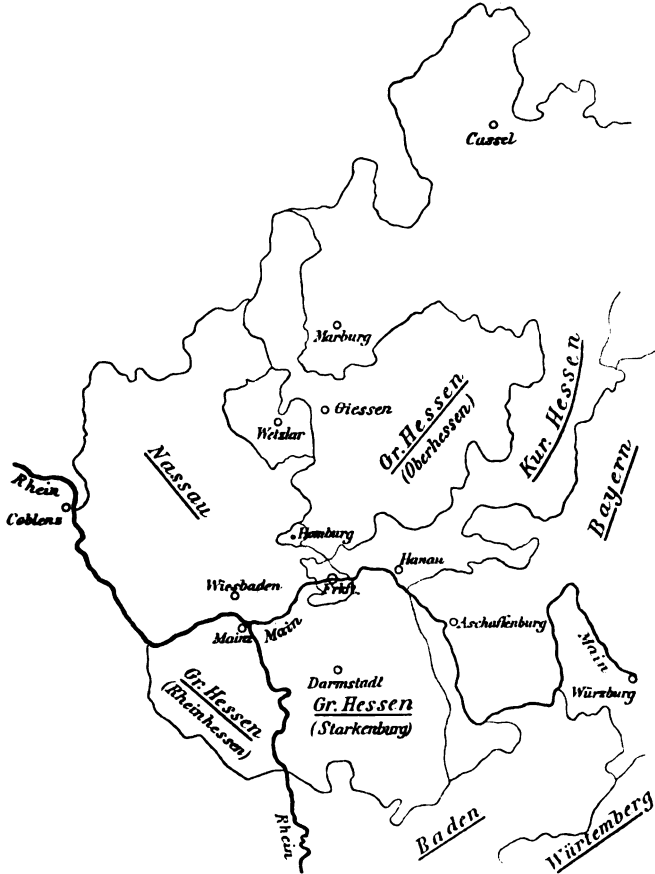 Cassel
Marburg
Giessen
Wetzlar
Gr. Hessen
(Oberhessen)
Kur. Hessen
Bayern
Nassau
Rhein
Coblenz
Homburg
Hanau
Frkft.
Wiesbaden
Mainz
Main
Aschaffenburg
Main
Würzburg
Gr. Hessen
(Rheinhessen)
Darmstadt
Gr. Hessen
(Starkenburg)
Rhein
Baden
Würtemberg